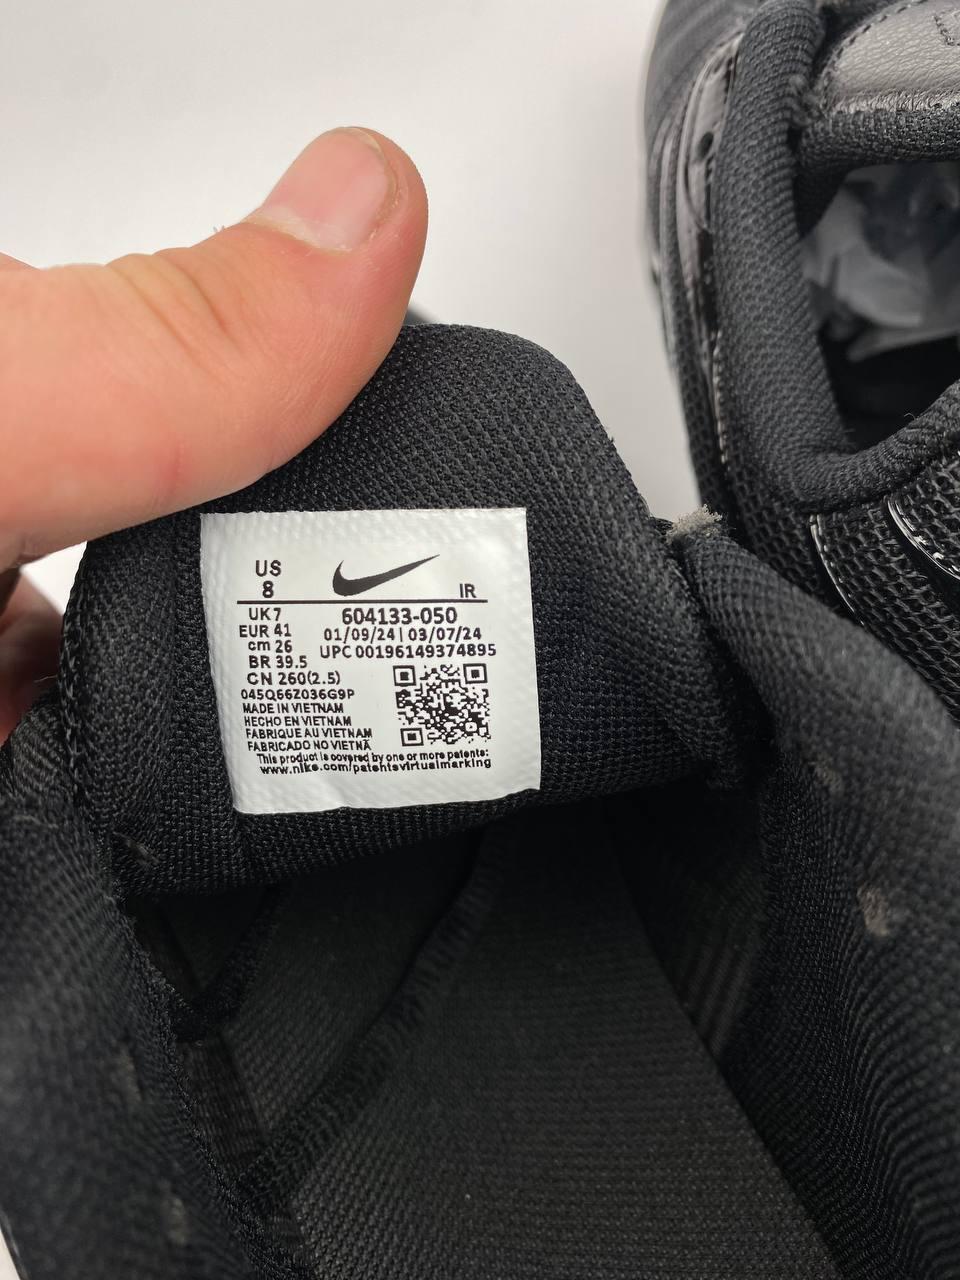 US
8
IR
UK 7
EUR 41
cm 26
BR 39.5
CN 260(2.5)
604133-050
01/09/24 | 03/07/24
UPC 00196149374895
045Q66Z036G9P
MADE IN VIETNAM
HECHO EN VIETNAM
FABRIQUE AU VIETNAM
FABRICADO NO VIETNÃ
This product is covered by one or more patents:
www.nike.com/patentsvirtualmarking